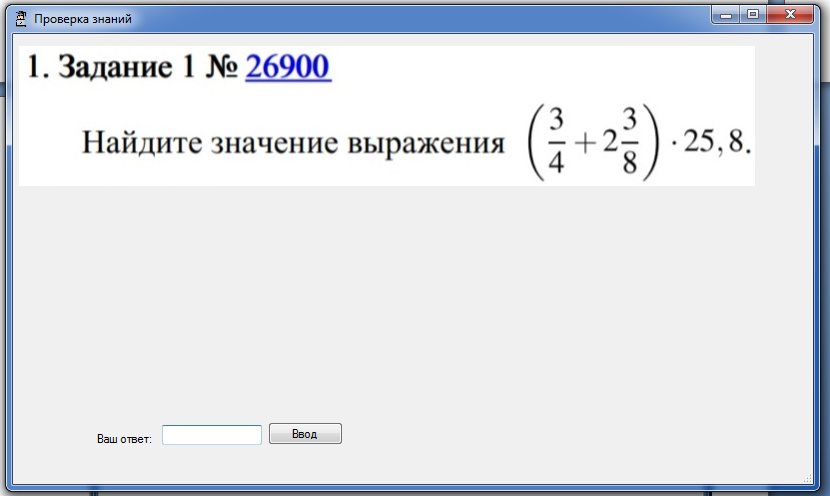 Проверка знаний
1. Задание 1 № 26900
Найдите значение выражения (3/4 + 2 3/8) · 25,8.
Ваш ответ:
Ввод